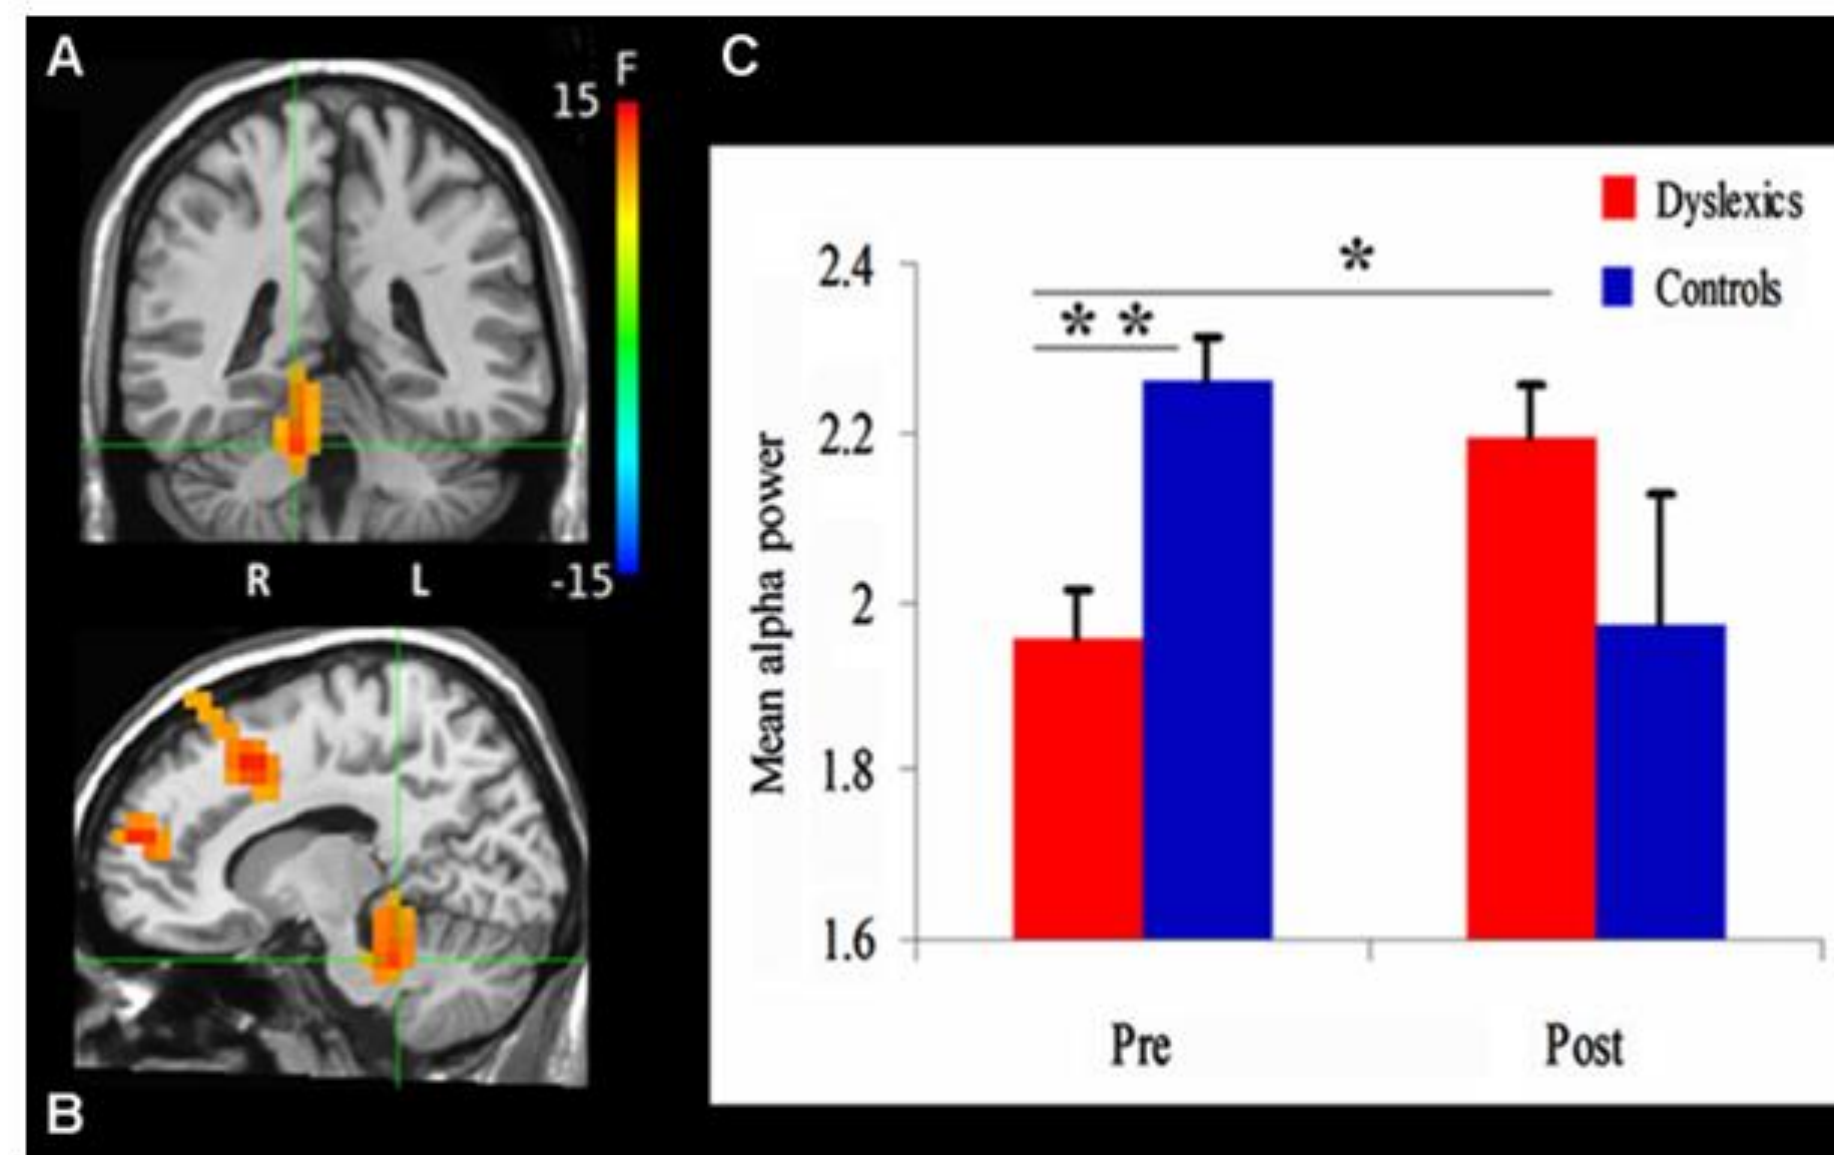 A
F
15
-15
R L
B
C
Dyslexics
Controls
Mean alpha power
2.4
2.2
2
1.8
1.6
*
* *
Pre Post